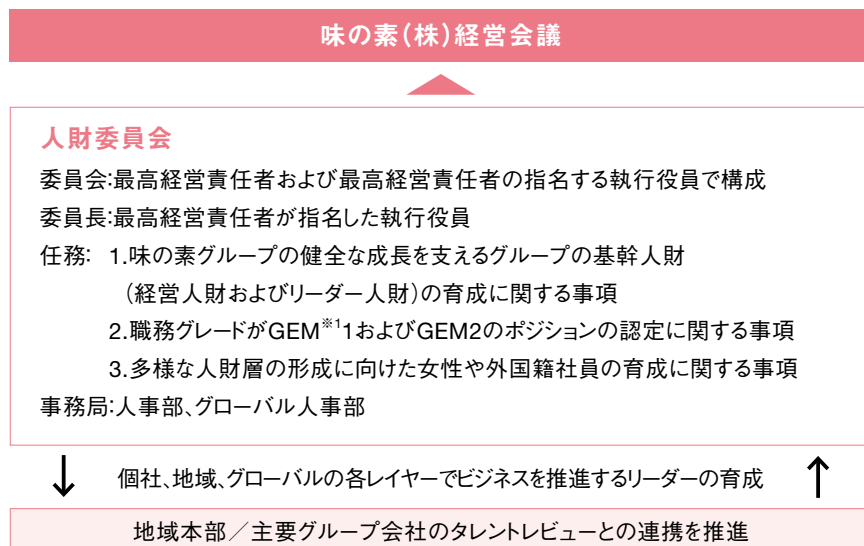 味の素(株)経営会議
人財委員会
委員会:最高経営責任者および最高経営責任者の指名する執行役員で構成
委員長:最高経営責任者が指名した執行役員
任務: 1.味の素グループの健全な成長を支えるグループの基幹人財
(経営人財およびリーダー人財)の育成に関する事項
2.職務グレードがGEM※11およびGEM2のポジションの認定に関する事項
3.多様な人財層の形成に向けた女性や外国籍社員の育成に関する事項
事務局:人事部、グローバル人事部
↓ 個社、地域、グローバルの各レイヤーでビジネスを推進するリーダーの育成 ↑
地域本部/主要グループ会社のタレントレビューとの連携を推進